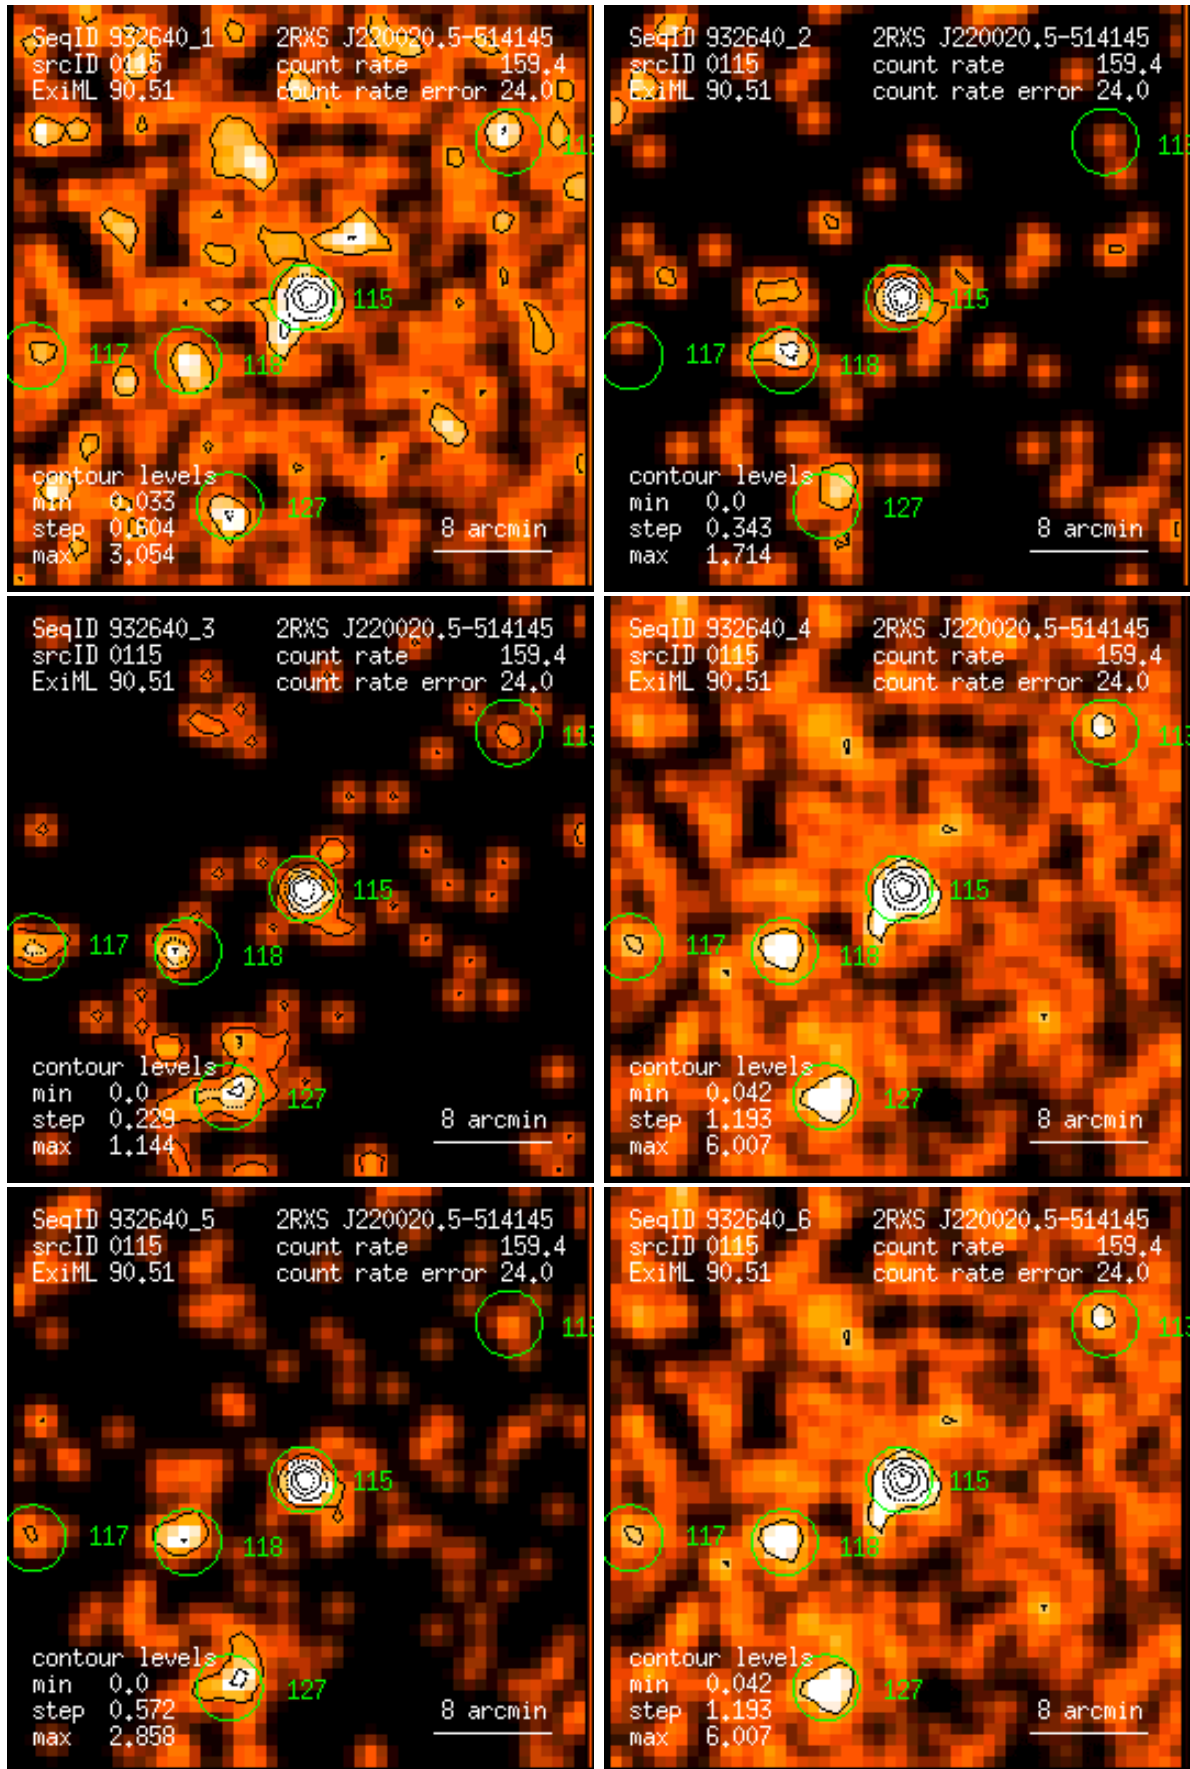 SeqID 932640_1 2RXS J220020.5-514145
srcID 0115 count rate 159.4
ExiML 90.51 count rate error 24.0
113
115
117
118
contour levels
min 0.033
127
step 0.604 8 arcmin
max 3.054
SeqID 932640_2 2RXS J220020.5-514145
srcID 0115 count rate 159.4
ExiML 90.51 count rate error 24.0
113
115
117
118
contour levels
min 0.0
127
step 0.343 8 arcmin
max 1.714
SeqID 932640_3 2RXS J220020.5-514145
srcID 0115 count rate 159.4
ExiML 90.51 count rate error 24.0
113
115
117
118
contour levels
min 0.0
127
step 0.229 8 arcmin
max 1.144
SeqID 932640_4 2RXS J220020.5-514145
srcID 0115 count rate 159.4
ExiML 90.51 count rate error 24.0
113
115
117
118
contour levels
min 0.042
127
step 1.193 8 arcmin
max 6.007
SeqID 932640_5 2RXS J220020.5-514145
srcID 0115 count rate 159.4
ExiML 90.51 count rate error 24.0
113
115
117
118
contour levels
min 0.0
127
step 0.572 8 arcmin
max 2.858
SeqID 932640_6 2RXS J220020.5-514145
srcID 0115 count rate 159.4
ExiML 90.51 count rate error 24.0
113
115
117
118
contour levels
min 0.042
127
step 1.193 8 arcmin
max 6.007